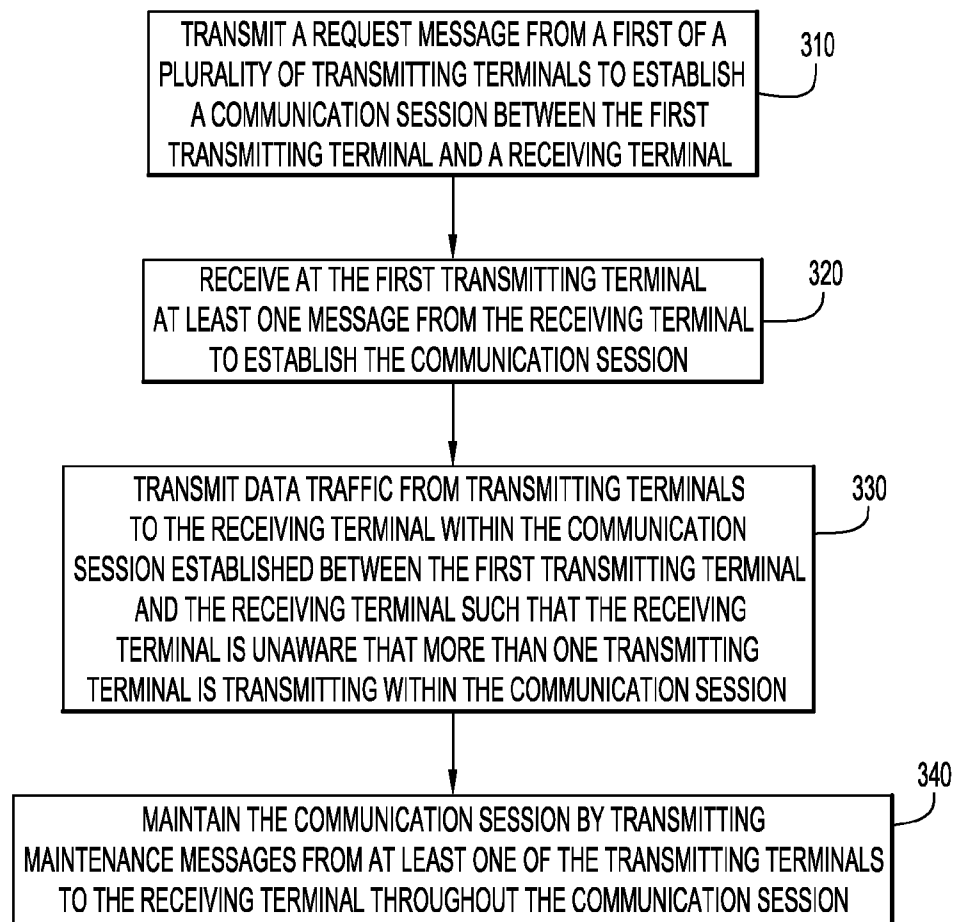 TRANSMIT A REQUEST MESSAGE FROM A FIRST OF A
PLURALITY OF TRANSMITTING TERMINALS TO ESTABLISH
A COMMUNICATION SESSION BETWEEN THE FIRST
TRANSMITTING TERMINAL AND A RECEIVING TERMINAL
310
RECEIVE AT THE FIRST TRANSMITTING TERMINAL
AT LEAST ONE MESSAGE FROM THE RECEIVING TERMINAL
TO ESTABLISH THE COMMUNICATION SESSION
320
TRANSMIT DATA TRAFFIC FROM TRANSMITTING TERMINALS
TO THE RECEIVING TERMINAL WITHIN THE COMMUNICATION
SESSION ESTABLISHED BETWEEN THE FIRST TRANSMITTING TERMINAL
AND THE RECEIVING TERMINAL SUCH THAT THE RECEIVING
TERMINAL IS UNAWARE THAT MORE THAN ONE TRANSMITTING
TERMINAL IS TRANSMITTING WITHIN THE COMMUNICATION SESSION
330
MAINTAIN THE COMMUNICATION SESSION BY TRANSMITTING
MAINTENANCE MESSAGES FROM AT LEAST ONE OF THE TRANSMITTING TERMINALS
TO THE RECEIVING TERMINAL THROUGHOUT THE COMMUNICATION SESSION
340